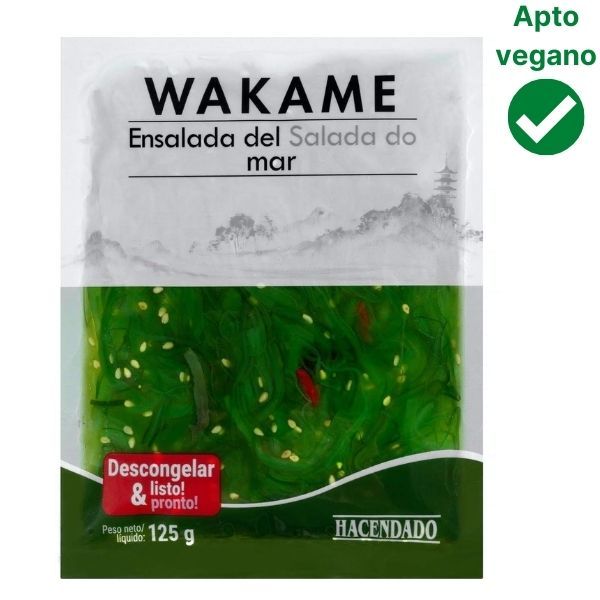 Apto
vegano
WAKAME
Ensalada del Salada do
mar
Descongelar
& listo!
pronto!
Peso neto/
líquido: 125 g
HACENDADO